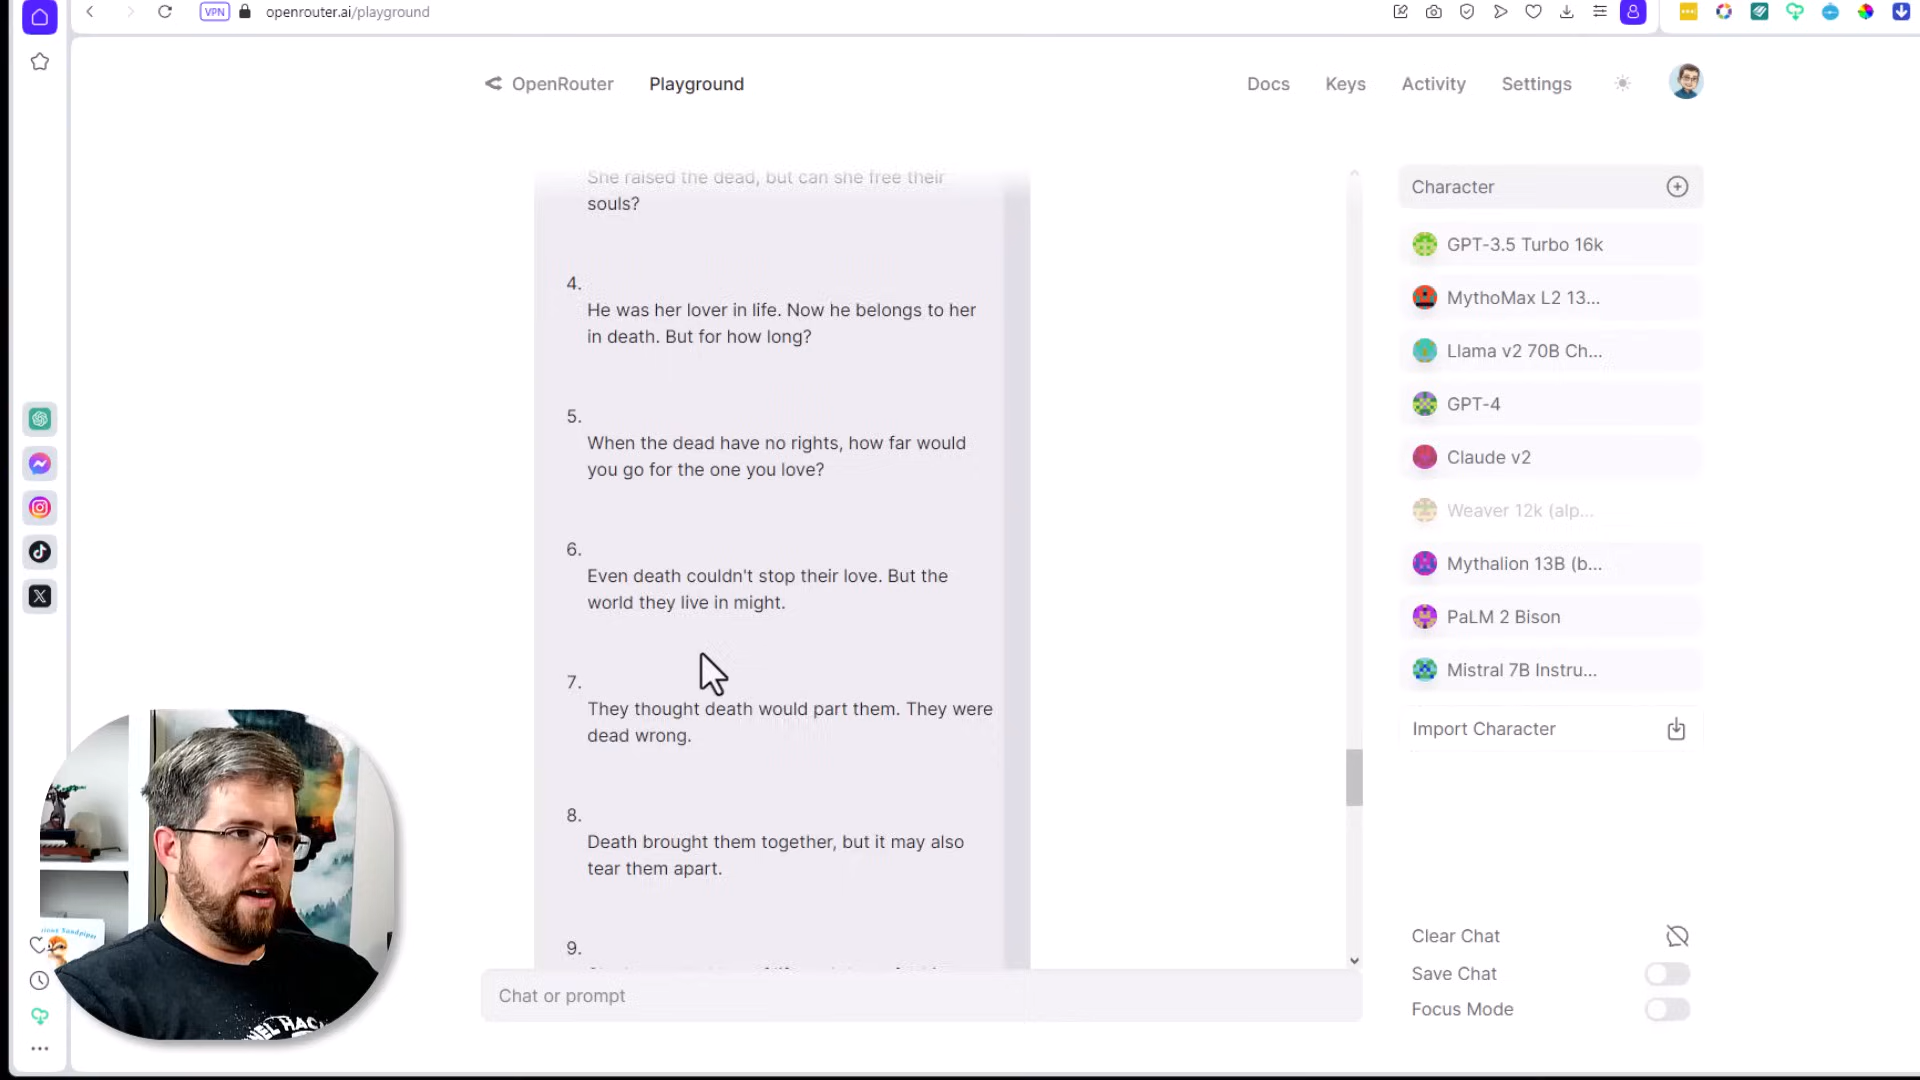 VPN
openrouter.ai/playground
OpenRouter
Playground
Docs
Keys
Activity
Settings
She raised the dead, but can she free their
souls?
4.
He was her lover in life. Now he belongs to her
in death. But for how long?
5.
When the dead have no rights, how far would
you go for the one you love?
6.
Even death couldn't stop their love. But the
world they live in might.
7.
They thought death would part them. They were
dead wrong.
8.
Death brought them together, but it may also
tear them apart.
9.
Chat or prompt
Character
GPT-3.5 Turbo 16k
MythoMax L2 13...
Llama v2 70B Ch...
GPT-4
Claude v2
Weaver 12k (alp...
Mythalion 13B (b...
PaLM 2 Bison
Mistral 7B Instru...
Import Character
Clear Chat
Save Chat
Focus Mode
Sandpiper